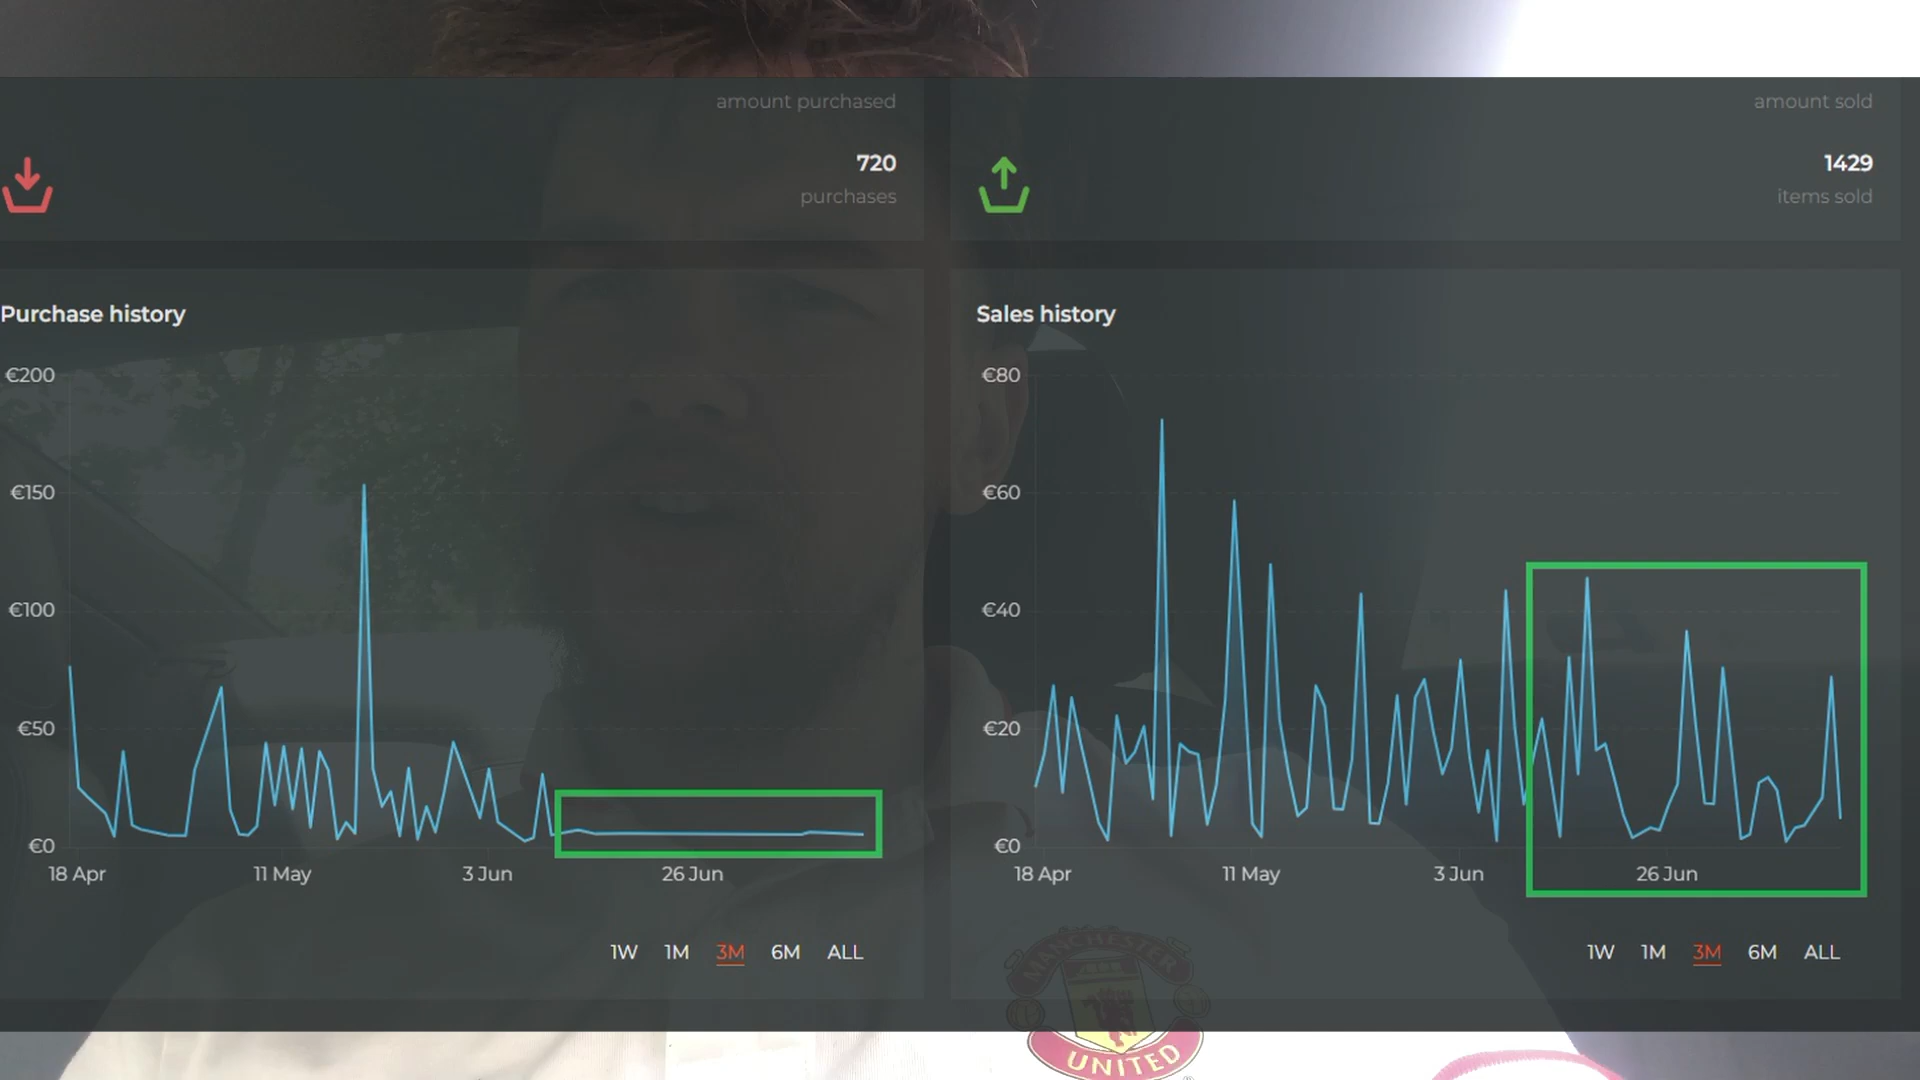 amount purchased
720
purchases
amount sold
1429
items sold
Purchase history
€200
€150
€100
€50
€0
18 Apr
11 May
3 Jun
26 Jun
1W
1M
3M
6M
ALL
Sales history
€80
€60
€40
€20
€0
18 Apr
11 May
3 Jun
26 Jun
1W
1M
3M
6M
ALL
MANCHESTER
UNITED